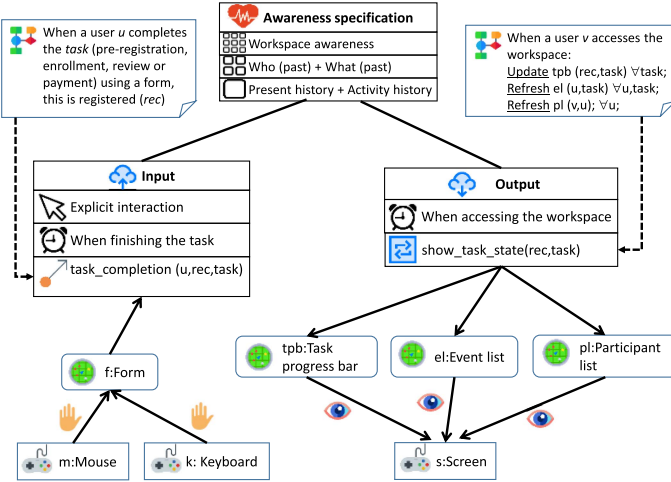 Awareness specification
Workspace awareness
Who (past) + What (past)
Present history + Activity history
When a user u completes
the task (pre-registration,
enrollment, review or
payment) using a form,
this is registered (rec)
When a user v accesses the
workspace:
Update tpb (rec,task) ∀task;
Refresh el (u,task) ∀u,task;
Refresh pl (v,u); ∀u;
Input
Explicit interaction
When finishing the task
task_completion (u,rec,task)
Output
When accessing the workspace
show_task_state(rec,task)
f:Form
tpb:Task
progress bar
el:Event list
pl:Participant
list
m:Mouse
k: Keyboard
s:Screen